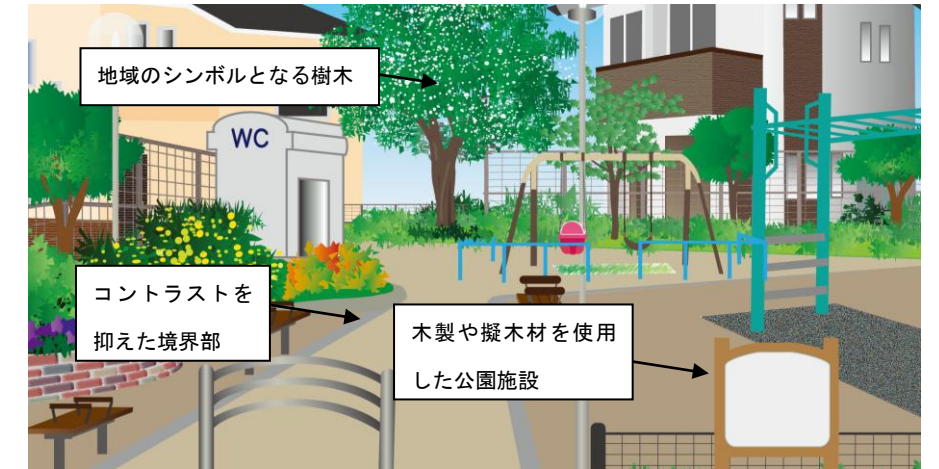 地域のシンボルとなる樹木
WC
コントラストを
抑えた境界部
木製や擬木材を使用
した公園施設